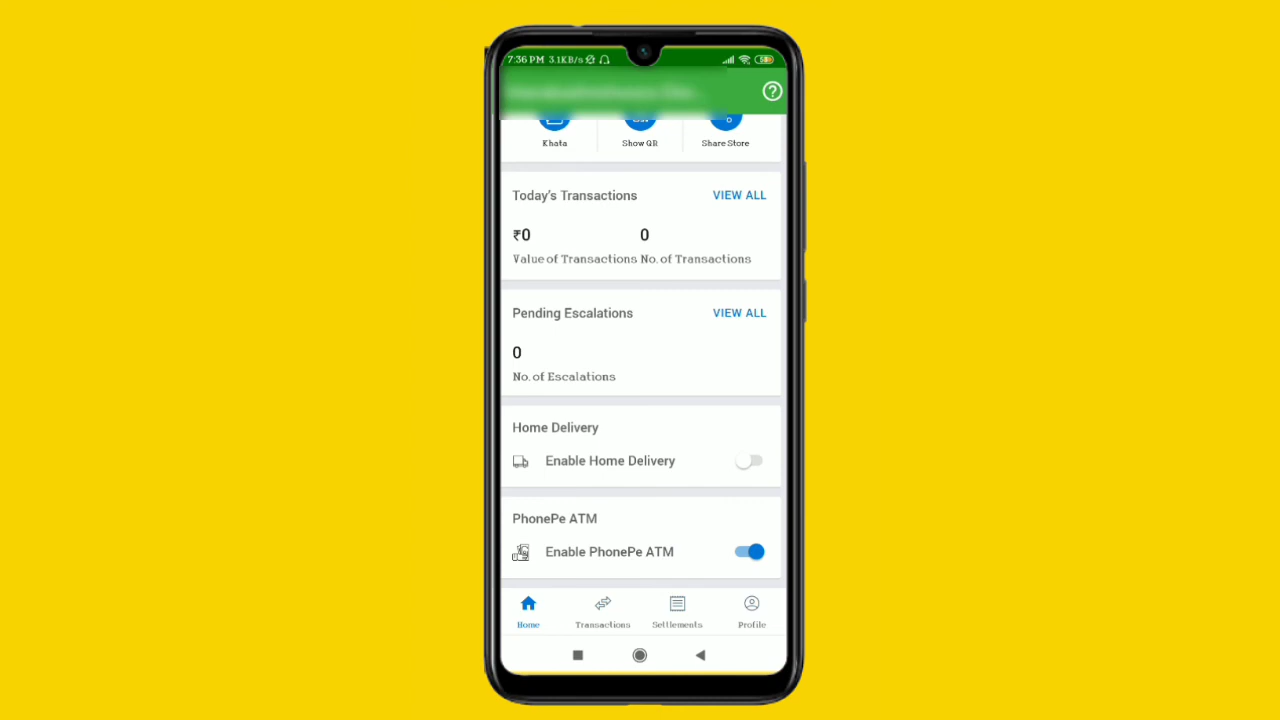 7:36 PM 3.1KB/s
Khata
Show QR
Share Store
Today's Transactions
VIEW ALL
₹0
0
Value of Transactions
No. of Transactions
Pending Escalations
VIEW ALL
0
No. of Escalations
Home Delivery
Enable Home Delivery
PhonePe ATM
Enable PhonePe ATM
Home
Transactions
Settlements
Profile